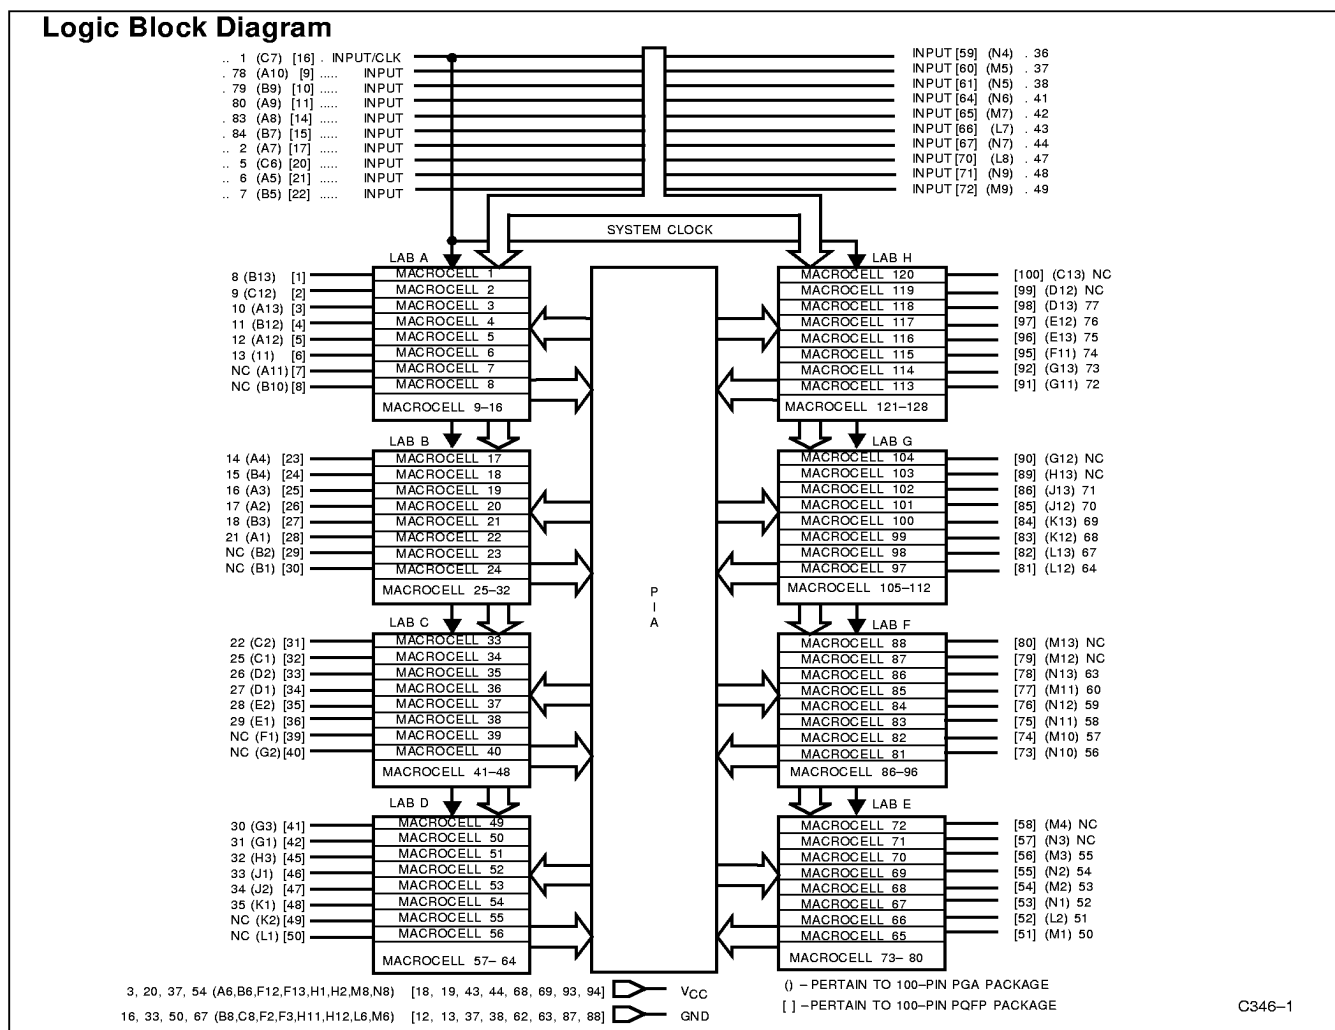 Logic Block Diagram
.. 1 (C7) [16] . INPUT/CLK
. 78 (A10) [9] ..... INPUT
. 79 (B9) [10] ..... INPUT
80 (A9) [11] ..... INPUT
. 83 (A8) [14] ..... INPUT
. 84 (B7) [15] ..... INPUT
.. 2 (A7) [17] ..... INPUT
.. 5 (C6) [20] ..... INPUT
.. 6 (A5) [21] ..... INPUT
.. 7 (B5) [22] ..... INPUT
INPUT [59] (N4) . 36
INPUT [60] (M5) . 37
INPUT [61] (N5) . 38
INPUT [64] (N6) . 41
INPUT [65] (M7) . 42
INPUT [66] (L7) . 43
INPUT [67] (N7) . 44
INPUT [70] (L8) . 47
INPUT [71] (N9) . 48
INPUT [72] (M9) . 49
SYSTEM CLOCK
LAB A
8 (B13) [1] MACROCELL 1
9 (C12) [2] MACROCELL 2
10 (A13) [3] MACROCELL 3
11 (B12) [4] MACROCELL 4
12 (A12) [5] MACROCELL 5
13 (11) [6] MACROCELL 6
NC (A11) [7] MACROCELL 7
NC (B10) [8] MACROCELL 8
MACROCELL 9–16
LAB B
14 (A4) [23] MACROCELL 17
15 (B4) [24] MACROCELL 18
16 (A3) [25] MACROCELL 19
17 (A2) [26] MACROCELL 20
18 (B3) [27] MACROCELL 21
21 (A1) [28] MACROCELL 22
NC (B2) [29] MACROCELL 23
NC (B1) [30] MACROCELL 24
MACROCELL 25–32
LAB C
22 (C2) [31] MACROCELL 33
25 (C1) [32] MACROCELL 34
26 (D2) [33] MACROCELL 35
27 (D1) [34] MACROCELL 36
28 (E2) [35] MACROCELL 37
29 (E1) [36] MACROCELL 38
NC (F1) [39] MACROCELL 39
NC (G2) [40] MACROCELL 40
MACROCELL 41–48
LAB D
30 (G3) [41] MACROCELL 49
31 (G1) [42] MACROCELL 50
32 (H3) [45] MACROCELL 51
33 (J1) [46] MACROCELL 52
34 (J2) [47] MACROCELL 53
35 (K1) [48] MACROCELL 54
NC (K2) [49] MACROCELL 55
NC (L1) [50] MACROCELL 56
MACROCELL 57– 64
P
I
A
LAB H
MACROCELL 120 [100] (C13) NC
MACROCELL 119 [99] (D12) NC
MACROCELL 118 [98] (D13) 77
MACROCELL 117 [97] (E12) 76
MACROCELL 116 [96] (E13) 75
MACROCELL 115 [95] (F11) 74
MACROCELL 114 [92] (G13) 73
MACROCELL 113 [91] (G11) 72
MACROCELL 121–128
LAB G
MACROCELL 104 [90] (G12) NC
MACROCELL 103 [89] (H13) NC
MACROCELL 102 [86] (J13) 71
MACROCELL 101 [85] (J12) 70
MACROCELL 100 [84] (K13) 69
MACROCELL 99 [83] (K12) 68
MACROCELL 98 [82] (L13) 67
MACROCELL 97 [81] (L12) 64
MACROCELL 105–112
LAB F
MACROCELL 88 [80] (M13) NC
MACROCELL 87 [79] (M12) NC
MACROCELL 86 [78] (N13) 63
MACROCELL 85 [77] (M11) 60
MACROCELL 84 [76] (N12) 59
MACROCELL 83 [75] (N11) 58
MACROCELL 82 [74] (M10) 57
MACROCELL 81 [73] (N10) 56
MACROCELL 86–96
LAB E
MACROCELL 72 [58] (M4) NC
MACROCELL 71 [57] (N3) NC
MACROCELL 70 [56] (M3) 55
MACROCELL 69 [55] (N2) 54
MACROCELL 68 [54] (M2) 53
MACROCELL 67 [53] (N1) 52
MACROCELL 66 [52] (L2) 51
MACROCELL 65 [51] (M1) 50
MACROCELL 73– 80
3, 20, 37, 54 (A6,B6,F12,F13,H1,H2,M8,N8) [18, 19, 43, 44, 68, 69, 93, 94] VCC
16, 33, 50, 67 (B8,C8,F2,F3,H11,H12,L6,M6) [12, 13, 37, 38, 62, 63, 87, 88] GND
() – PERTAIN TO 100–PIN PGA PACKAGE
[ ] –PERTAIN TO 100–PIN PQFP PACKAGE
C346–1